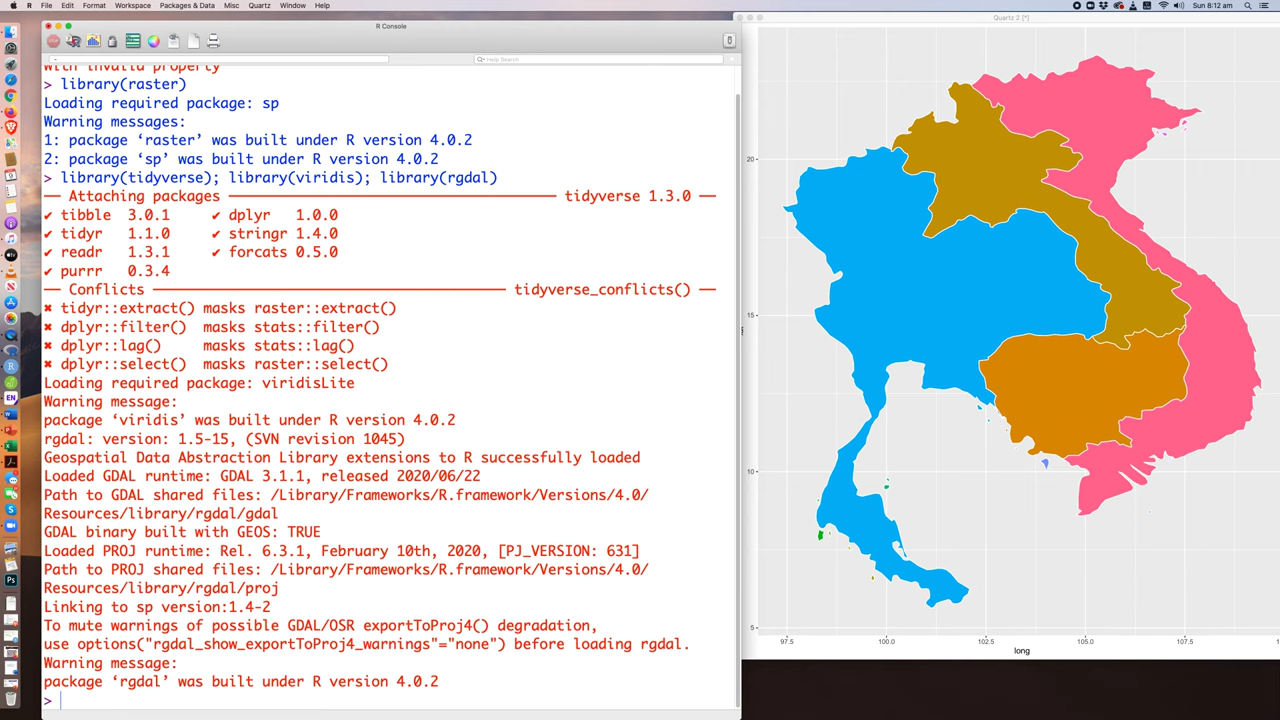 R File Edit Format Workspace Packages & Data Misc Quartz Window Help
Sun 8:12 am
R Console
Quartz 2 [*]
Help Search
with invalid property
> library(raster)
Loading required package: sp
Warning messages:
1: package ‘raster’ was built under R version 4.0.2
2: package ‘sp’ was built under R version 4.0.2
> library(tidyverse); library(viridis); library(rgdal)
── Attaching packages ──────────────── tidyverse 1.3.0 ──
✔ tibble 3.0.1 ✔ dplyr 1.0.0
✔ tidyr 1.1.0 ✔ stringr 1.4.0
✔ readr 1.3.1 ✔ forcats 0.5.0
✔ purrr 0.3.4
── Conflicts ──────────────── tidyverse_conflicts() ──
✖ tidyr::extract() masks raster::extract()
✖ dplyr::filter() masks stats::filter()
✖ dplyr::lag() masks stats::lag()
✖ dplyr::select() masks raster::select()
Loading required package: viridisLite
Warning message:
package ‘viridis’ was built under R version 4.0.2
rgdal: version: 1.5-15, (SVN revision 1045)
Geospatial Data Abstraction Library extensions to R successfully loaded
Loaded GDAL runtime: GDAL 3.1.1, released 2020/06/22
Path to GDAL shared files: /Library/Frameworks/R.framework/Versions/4.0/
Resources/library/rgdal/gdal
GDAL binary built with GEOS: TRUE
Loaded PROJ runtime: Rel. 6.3.1, February 10th, 2020, [PJ_VERSION: 631]
Path to PROJ shared files: /Library/Frameworks/R.framework/Versions/4.0/
Resources/library/rgdal/proj
Linking to sp version:1.4-2
To mute warnings of possible GDAL/OSR exportToProj4() degradation,
use options("rgdal_show_exportToProj4_warnings"="none") before loading rgdal.
Warning message:
package ‘rgdal’ was built under R version 4.0.2
>
20
15
10
5
97.5 100.0 102.5 105.0 107.5
long